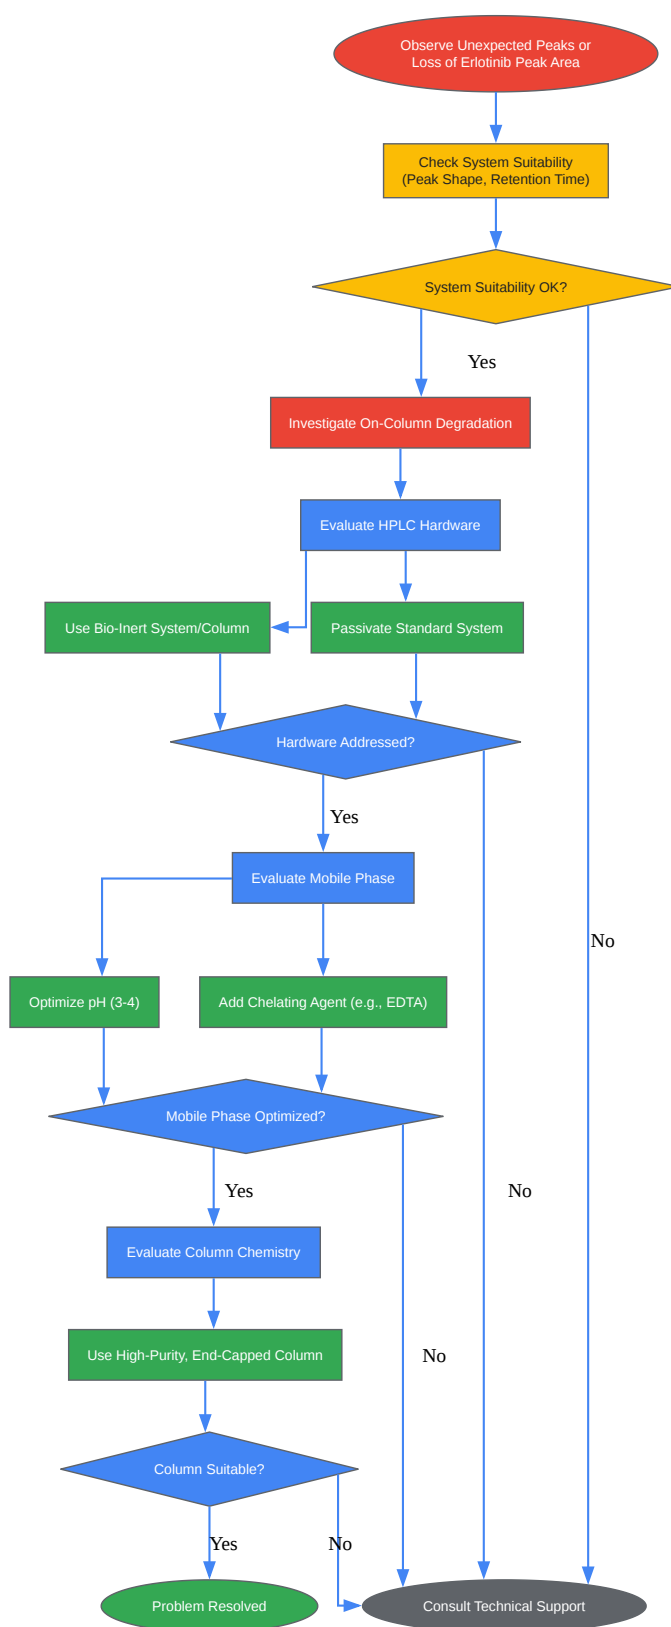 Observe Unexpected Peaks or
Loss of Erlotinib Peak Area
Check System Suitability
(Peak Shape, Retention Time)
System Suitability OK?
Yes
Investigate On-Column Degradation
Evaluate HPLC Hardware
Use Bio-Inert System/Column
Passivate Standard System
Hardware Addressed?
Yes
Evaluate Mobile Phase
No
Optimize pH (3-4)
Add Chelating Agent (e.g., EDTA)
Mobile Phase Optimized?
Yes
No
Evaluate Column Chemistry
Use High-Purity, End-Capped Column
No
Column Suitable?
Yes
No
Problem Resolved
Consult Technical Support